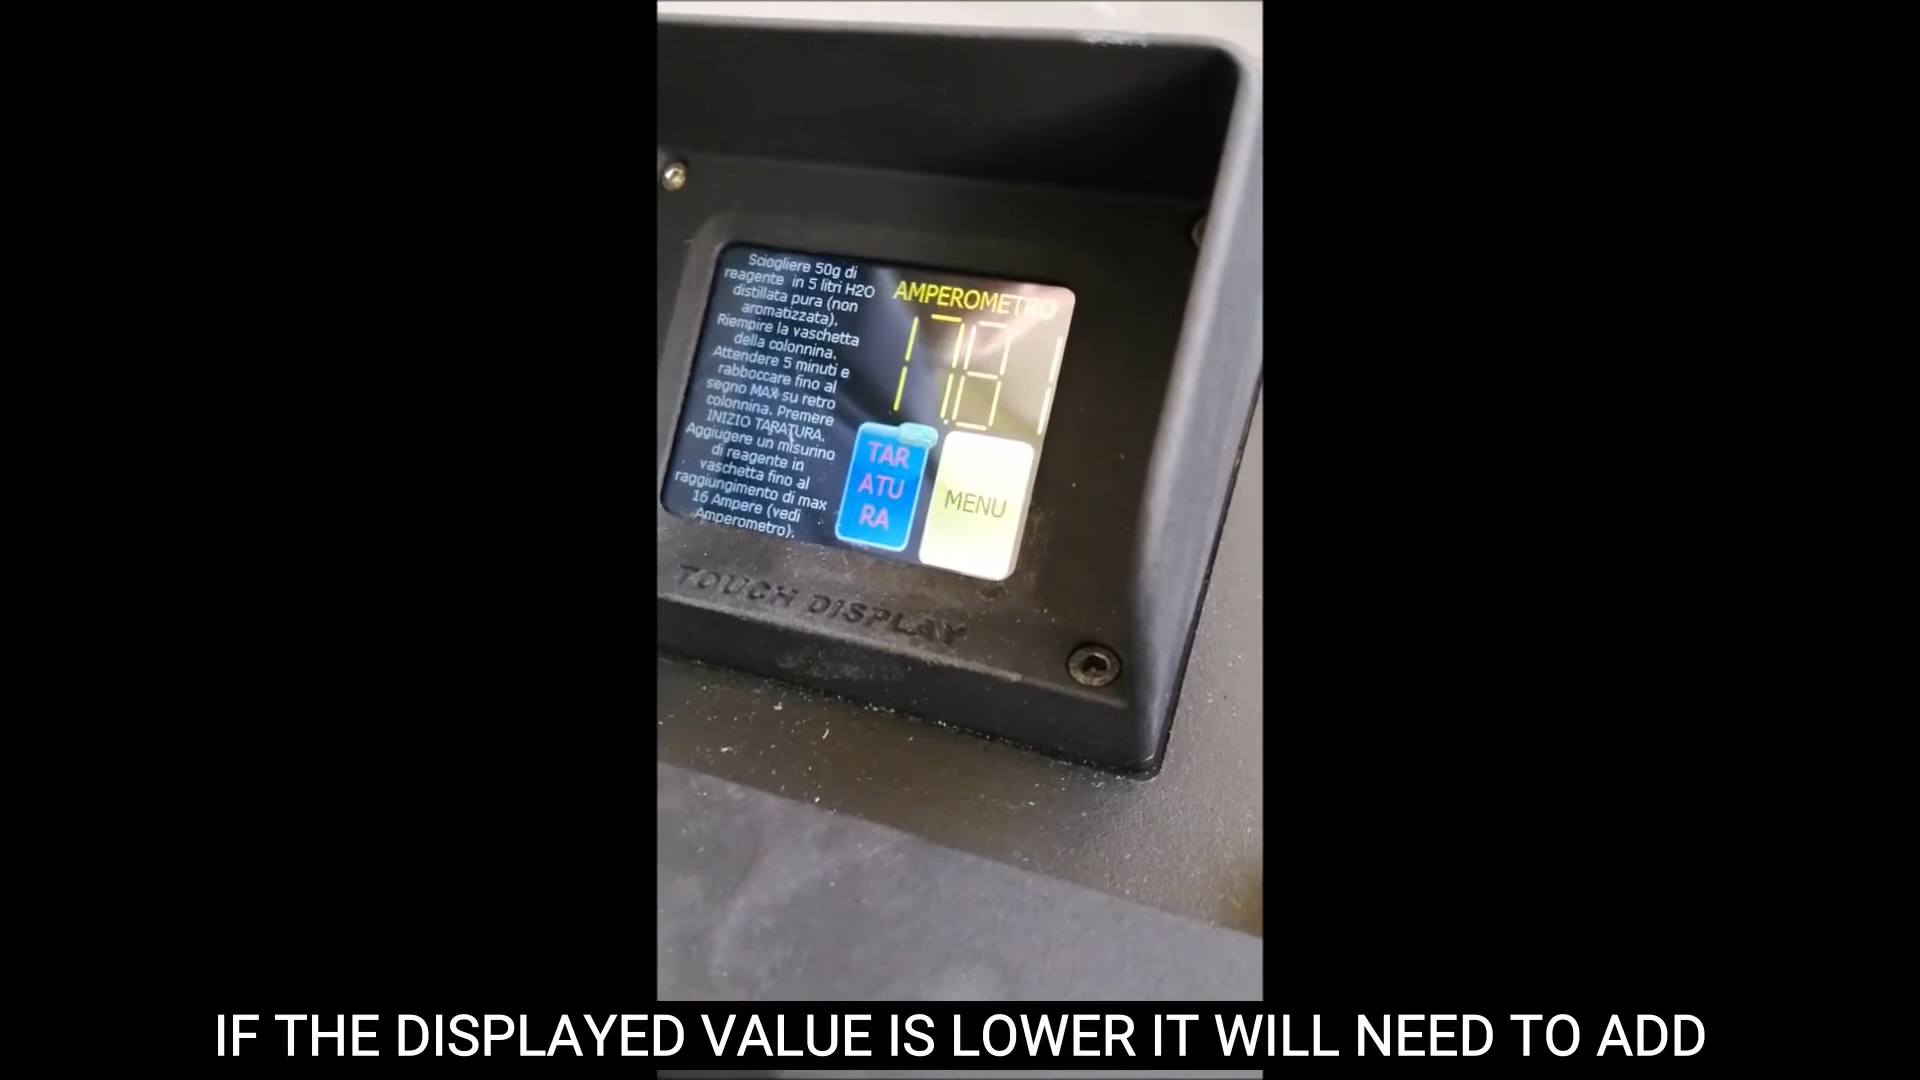 Sciogliere 50g di
reagente in 5 litri H2O
distillata pura (non
aromatizzata).
Riempire la vaschetta
della colonnina.
Attendere 5 minuti e
rabboccare fino al
segno MAX su retro
colonnina. Premere
INIZIO TARATURA.
Aggiugere un misurino
di reagente in
vaschetta fino al
raggiungimento di max
16 Ampere (vedi
Amperometro).
AMPEROMETRO
17.81
TAR
ATU
RA
MENU
TOUCH DISPLAY
IF THE DISPLAYED VALUE IS LOWER IT WILL NEED TO ADD